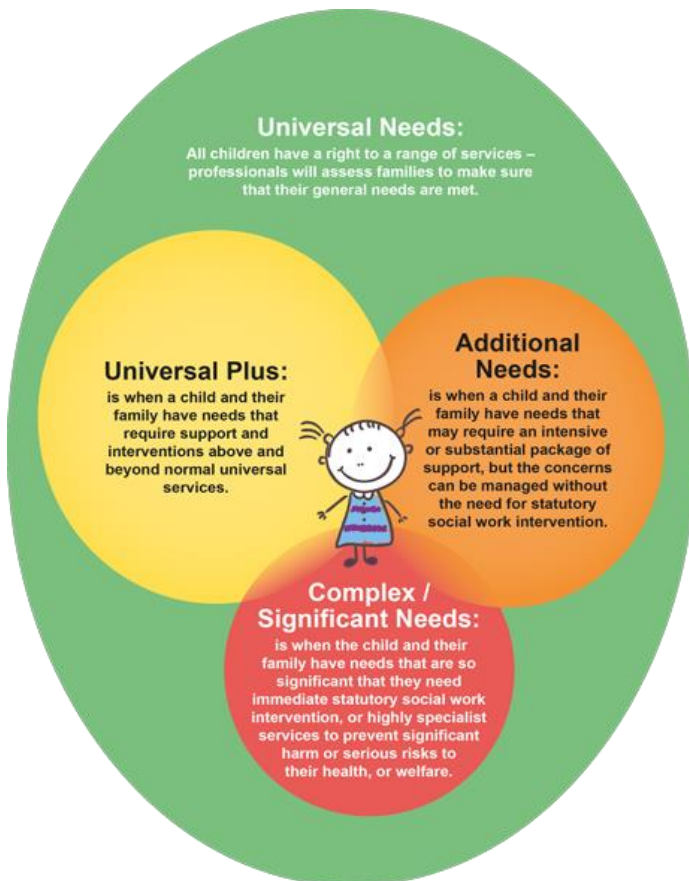 Universal Needs:
All children have a right to a range of services –
professionals will assess families to make sure
that their general needs are met.
Universal Plus:
is when a child and their
family have needs that
require support and
interventions above and
beyond normal universal
services.
Additional
Needs:
is when a child and their
family have needs that
may require an intensive
or substantial package of
support, but the concerns
can be managed without
the need for statutory
social work intervention.
Complex /
Significant Needs:
is when the child and their
family have needs that are so
significant that they need
immediate statutory social work
intervention, or highly specialist
services to prevent significant
harm or serious risks to
their health, or welfare.